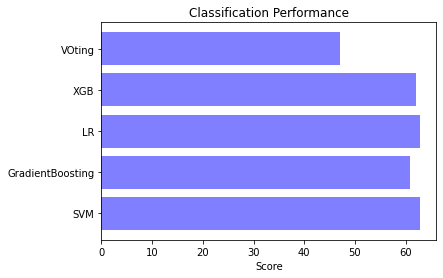 Classification Performance
VOting
XGB
LR
GradientBoosting
SVM
0 10 20 30 40 50 60
Score